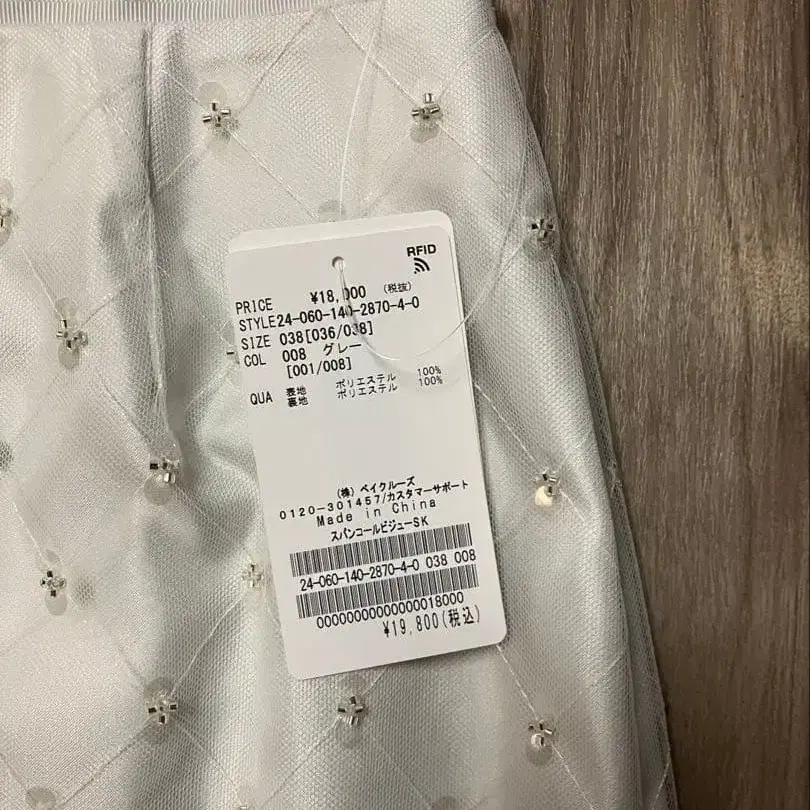 RFID
PRICE ¥18,000 (税抜)
STYLE24-060-140-2870-4-0
SIZE 038[036/038]
COL 008 グレー
[001/008]
QUA 表地 ポリエステル 100%
裏地 ポリエステル 100%
(株) ベイクルーズ
0120-301457/カスタマーサポート
Made in China
スパンコールビジューSK
24-060-140-2870-4-0 038 008
00000000000000018000
¥19,800(税込)